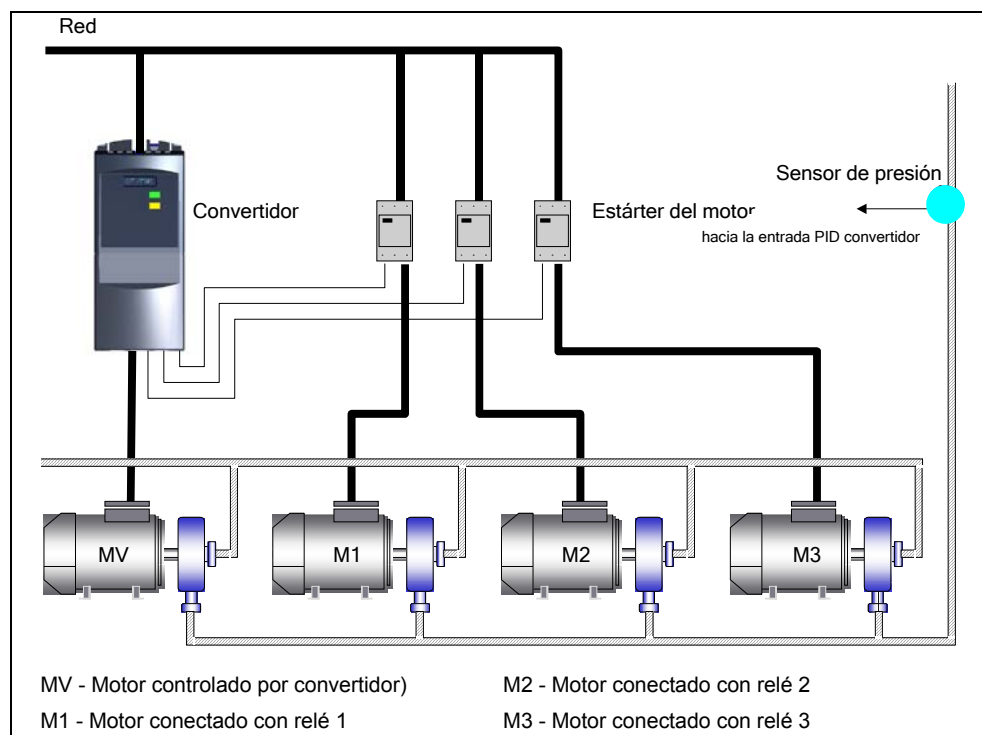 Red
Sensor de presión
Convertidor
Estárter del motor
hacia la entrada PID convertidor
MV
M1
M2
M3
MV - Motor controlado por convertidor)
M2 - Motor conectado con relé 2
M1 - Motor conectado con relé 1
M3 - Motor conectado con relé 3